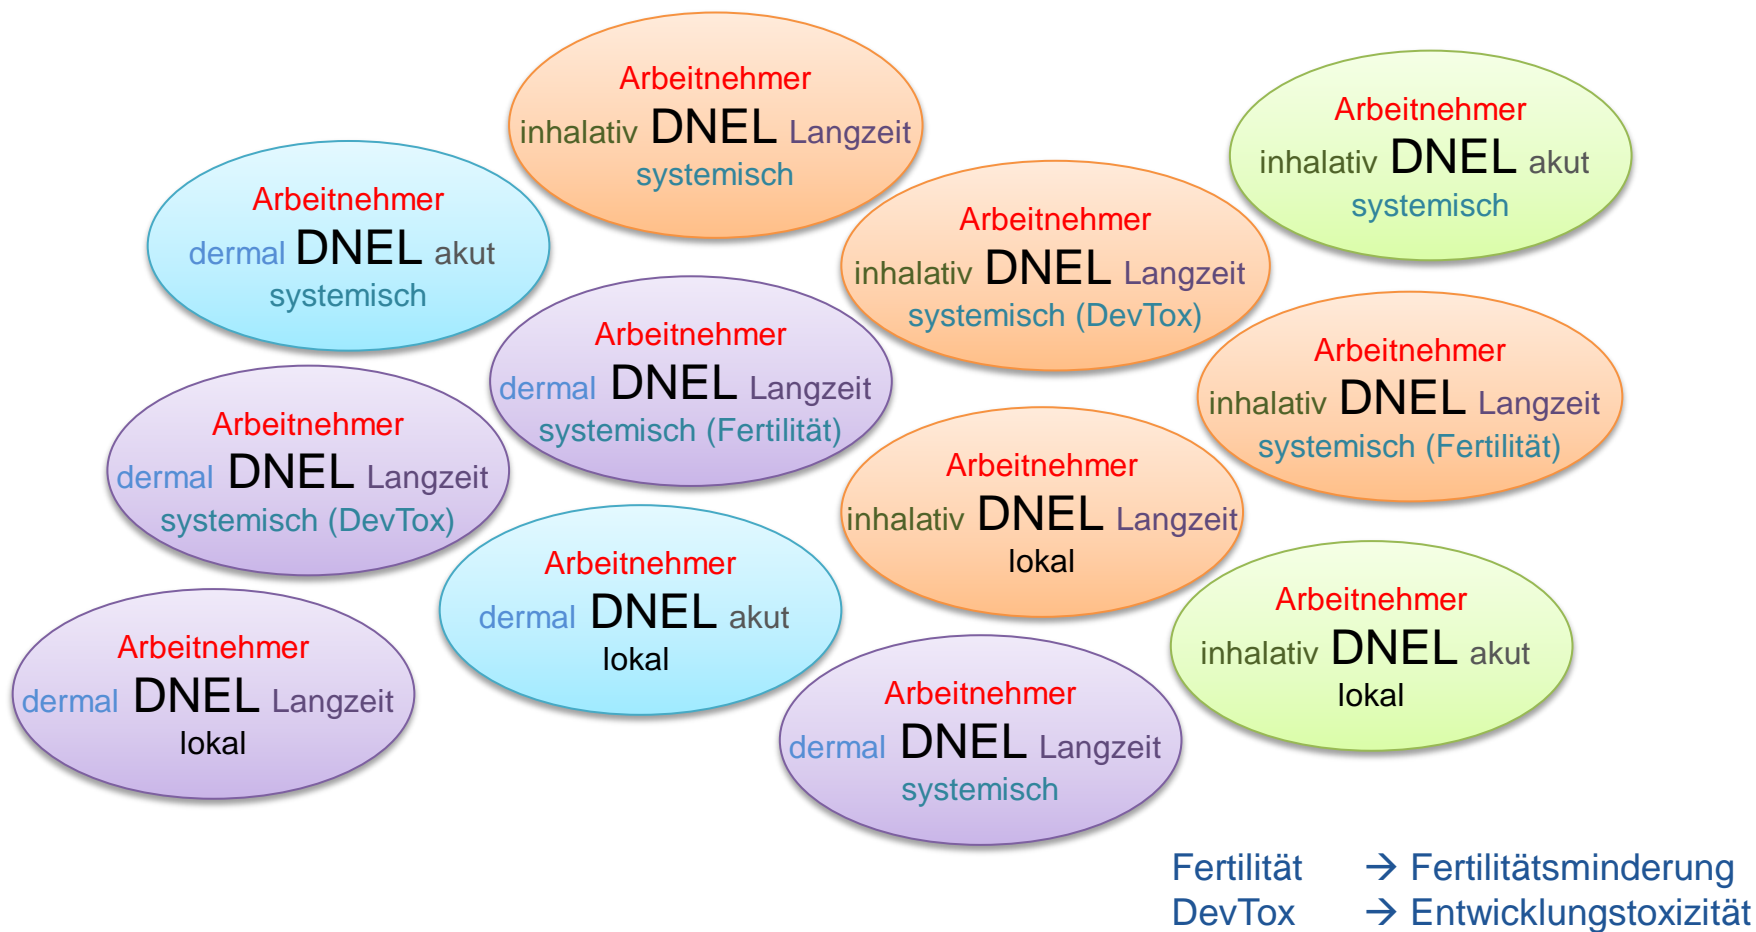 Arbeitnehmer
inhalativ DNEL Langzeit
systemisch
Arbeitnehmer
inhalativ DNEL akut
systemisch
Arbeitnehmer
dermal DNEL akut
systemisch
Arbeitnehmer
inhalativ DNEL Langzeit
systemisch (DevTox)
Arbeitnehmer
dermal DNEL Langzeit
systemisch (Fertilität)
Arbeitnehmer
inhalativ DNEL Langzeit
systemisch (Fertilität)
Arbeitnehmer
dermal DNEL Langzeit
systemisch (DevTox)
Arbeitnehmer
inhalativ DNEL Langzeit
lokal
Arbeitnehmer
dermal DNEL akut
lokal
Arbeitnehmer
inhalativ DNEL akut
lokal
Arbeitnehmer
dermal DNEL Langzeit
lokal
Arbeitnehmer
dermal DNEL Langzeit
systemisch
Fertilität → Fertilitätsminderung
DevTox → Entwicklungstoxizität